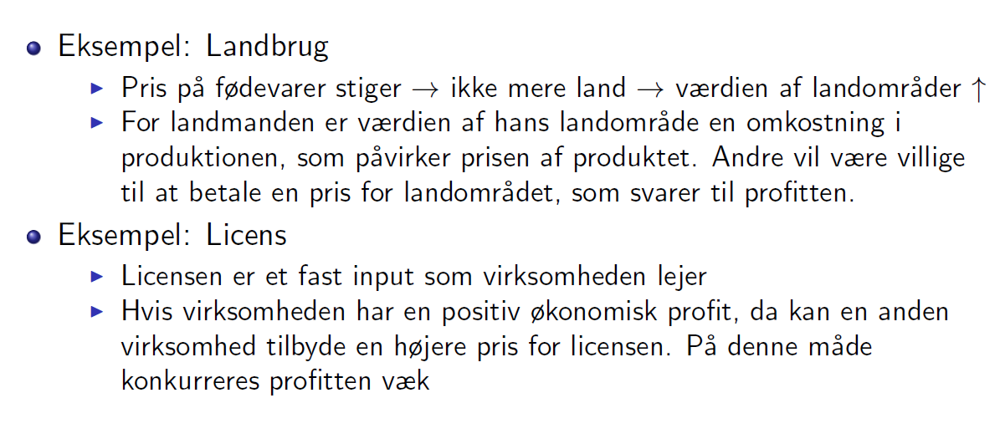 Eksempel: Landbrug
Pris på fødevarer stiger → ikke mere land → værdien af landområder ↑
For landmanden er værdien af hans landområde en omkostning i
produktionen, som påvirker prisen af produktet. Andre vil være villige
til at betale en pris for landområdet, som svarer til profitten.
Eksempel: Licens
Licensen er et fast input som virksomheden lejer
Hvis virksomheden har en positiv økonomisk profit, da kan en anden
virksomhed tilbyde en højere pris for licensen. På denne måde
konkurreres profitten væk